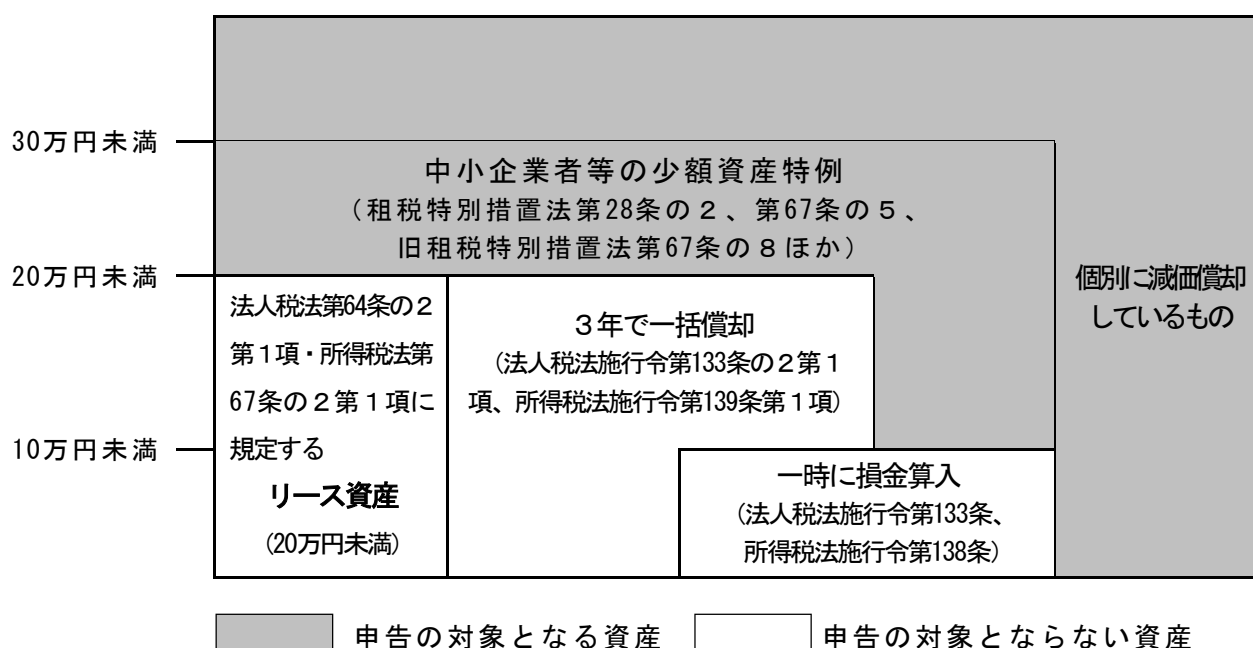 30万円未満
中小企業者等の少額資産特例
（租税特別措置法第28条の２、第67条の５、
旧租税特別措置法第67条の８ほか）
20万円未満
法人税法第64条の２
第１項・所得税法第
67条の２第１項に
規定する
リース資産
(20万円未満)
３年で一括償却
（法人税法施行令第133条の２第１
項、所得税法施行令第139条第１項）
個別に減価償却
しているもの
10万円未満
一時に損金算入
（法人税法施行令第133条、
所得税法施行令第138条）
申告の対象となる資産
申告の対象とならない資産